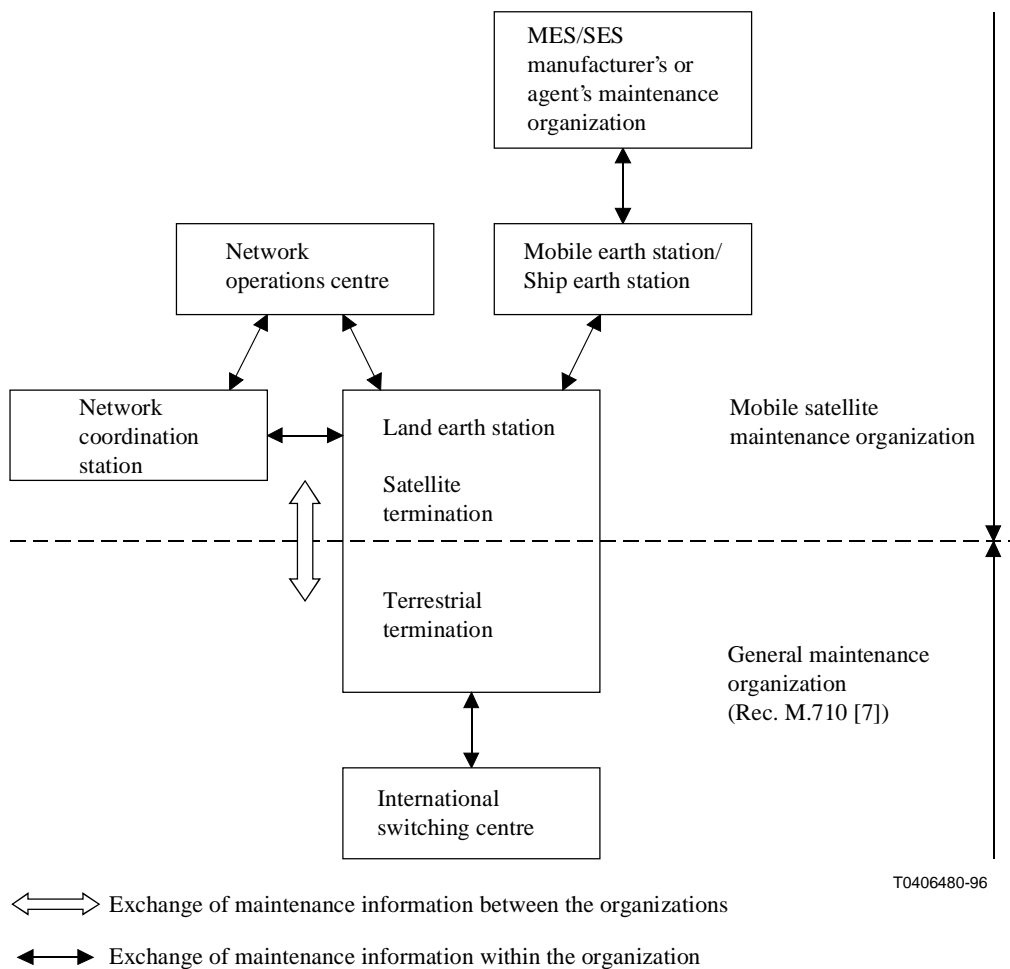 MES/SES
manufacturer’s or
agent’s maintenance
organization
Network
operations centre
Mobile earth station/
Ship earth station
Network
coordination
station
Land earth station
Satellite
termination
Mobile satellite
maintenance organization
Terrestrial
termination
General maintenance
organization
(Rec. M.710 [7])
International
switching centre
T0406480-96
Exchange of maintenance information between the organizations
Exchange of maintenance information within the organization